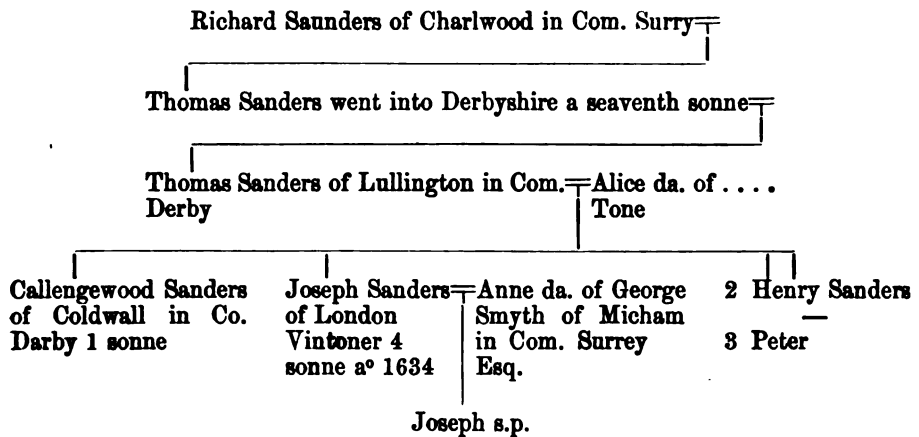 Richard Saunders of Charlwood in Com. Surry
Thomas Sanders went into Derbyshire a seaventh sonne
Thomas Sanders of Lullington in Com.
Derby
Alice da. of ....
Tone
Callengewood Sanders
of Coldwall in Co.
Darby 1 sonne
Joseph Sanders
of London
Vintoner 4
sonne aº 1634
Anne da. of George
Smyth of Micham
in Com. Surrey
Esq.
2 Henry Sanders
3 Peter
Joseph s.p.